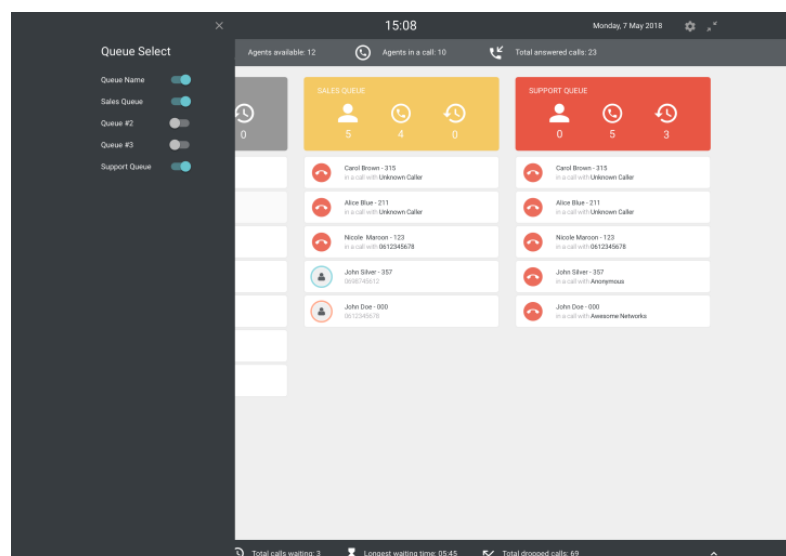 15:08
Monday, 7 May 2018
Queue Select
Agents available: 12
Agents in a call: 10
Total answered calls: 23
Queue Name
Sales Queue
Queue #2
Queue #3
Support Queue
0
SALES QUEUE
5 4 0
Carol Brown - 315
in a call with Unknown Caller
Alice Blue - 211
in a call with Unknown Caller
Nicole Maroon - 123
in a call with 0612345678
John Silver - 357
0698745612
John Doe - 000
0612345678
SUPPORT QUEUE
0 5 3
Carol Brown - 315
in a call with Unknown Caller
Alice Blue - 211
in a call with Unknown Caller
Nicole Maroon - 123
in a call with 0612345678
John Silver - 357
in a call with Anonymous
John Doe - 000
in a call with Awesome Networks
Total calls waiting: 3
Longest waiting time: 05:45
Total dropped calls: 69